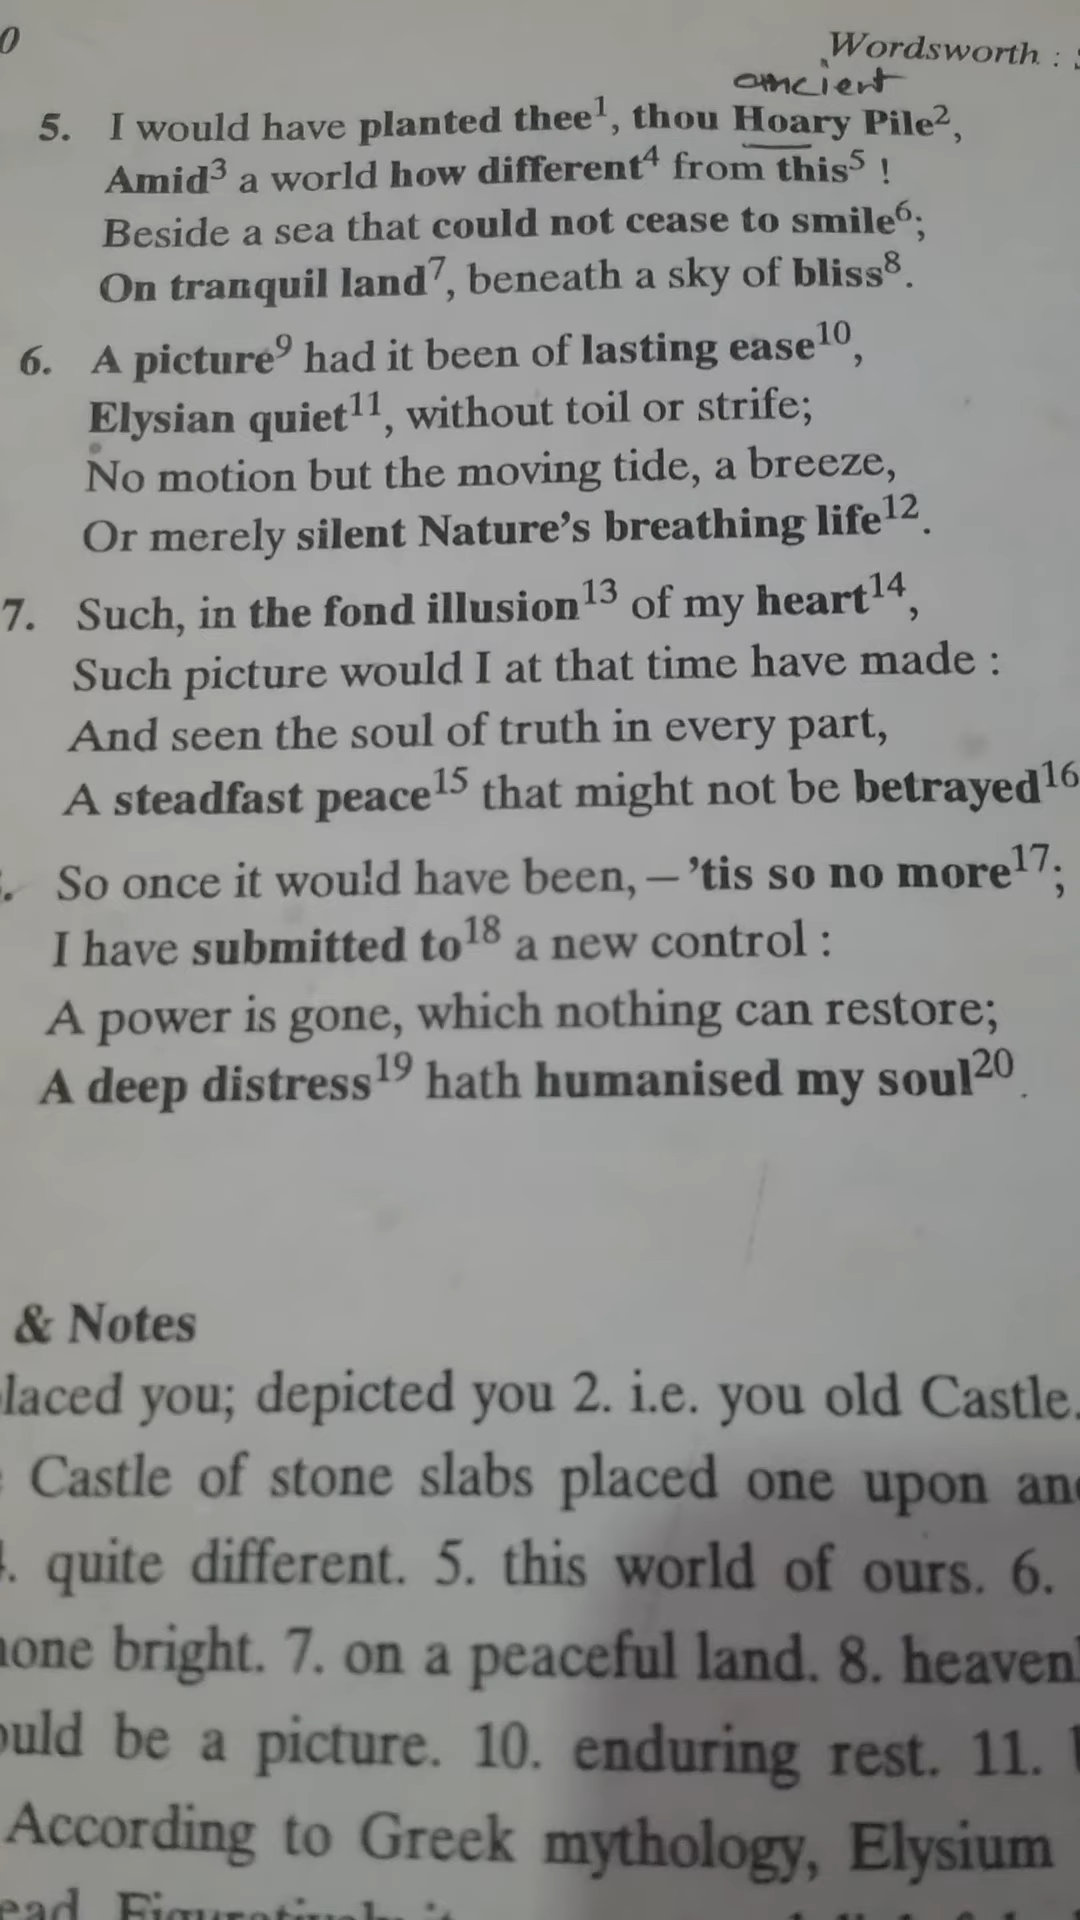 0
Wordsworth :
ancient
5. I would have planted thee¹, thou Hoary Pile²,
Amid³ a world how different⁴ from this⁵ !
Beside a sea that could not cease to smile⁶;
On tranquil land⁷, beneath a sky of bliss⁸.
6. A picture⁹ had it been of lasting ease¹⁰,
Elysian quiet¹¹, without toil or strife;
No motion but the moving tide, a breeze,
Or merely silent Nature's breathing life¹².
7. Such, in the fond illusion¹³ of my heart¹⁴,
Such picture would I at that time have made :
And seen the soul of truth in every part,
A steadfast peace¹⁵ that might not be betrayed¹⁶
So once it would have been, – 'tis so no more¹⁷;
I have submitted to¹⁸ a new control :
A power is gone, which nothing can restore;
A deep distress¹⁹ hath humanised my soul²⁰.
& Notes
laced you; depicted you 2. i.e. you old Castle.
Castle of stone slabs placed one upon
. quite different. 5. this world of ours. 6.
bright. 7. on a peaceful land. 8. heaven
ould be a picture. 10. enduring rest. 11.
According to Greek mythology, Elysium